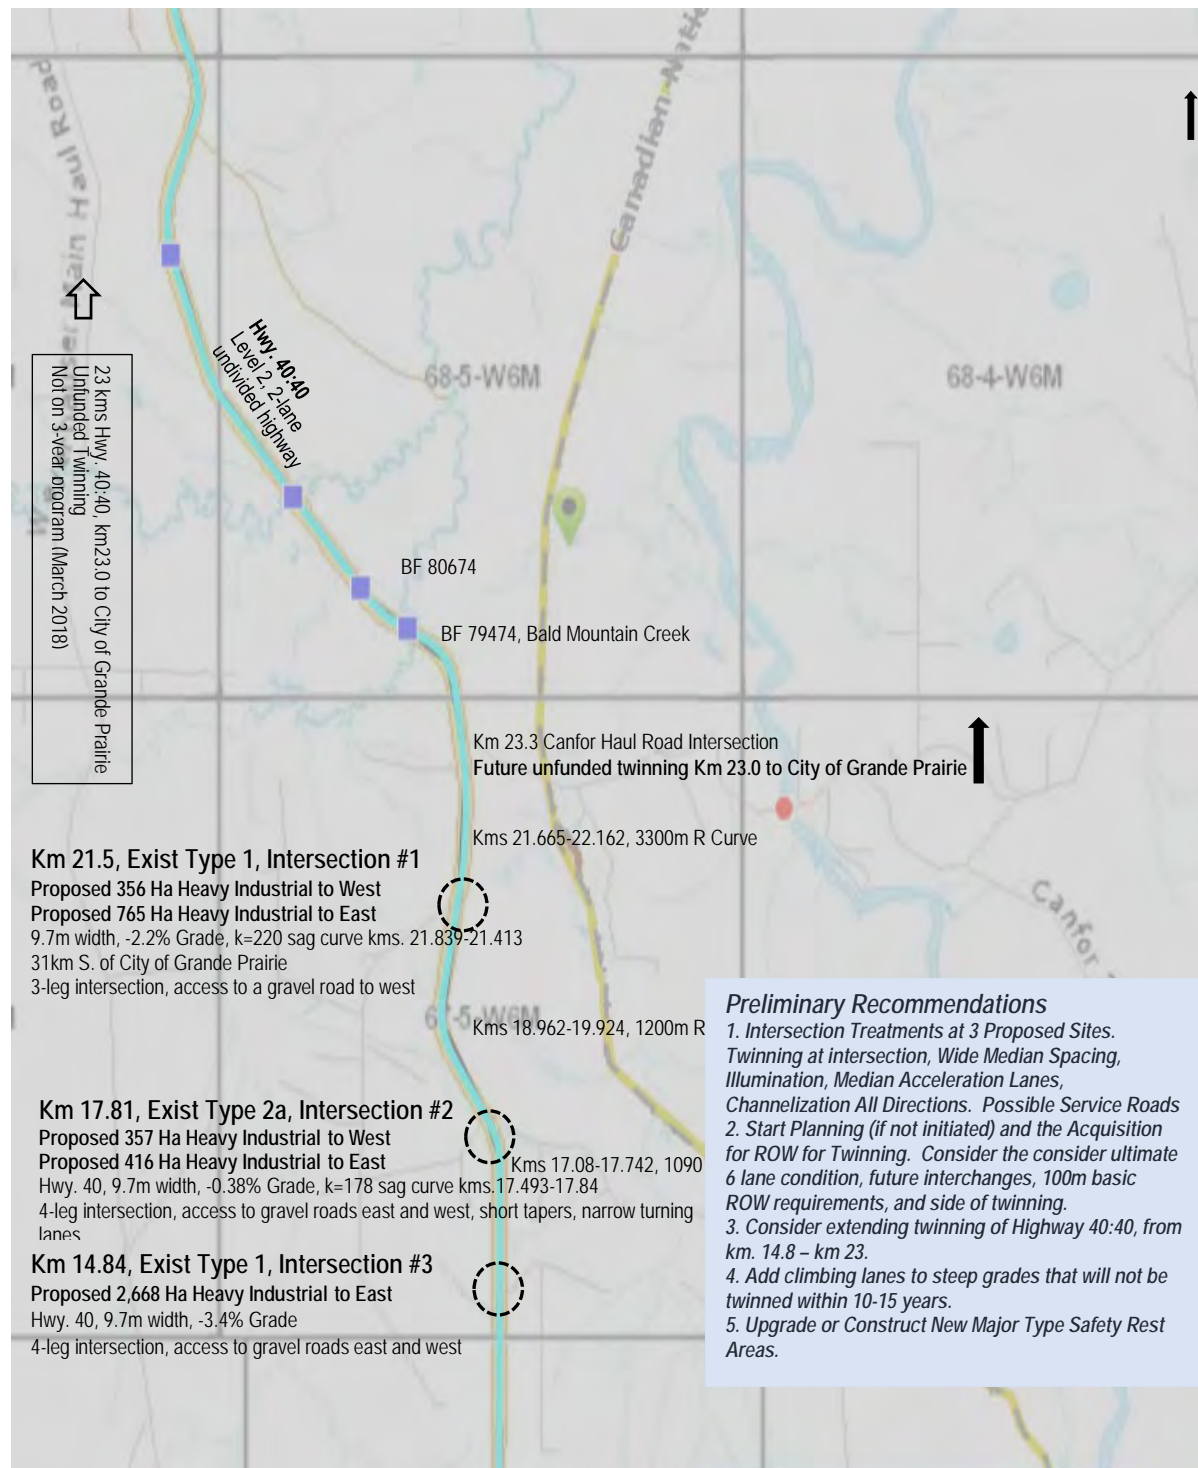 Canadian Nati
ser Main Haul Road
Hwy. 40:40
Level 2, 2-lane
undivided highway
68-5-W6M
68-4-W6M
23 kms Hwy. 40:40, km23.0 to City of Grande Prairie
Unfunded Twinning
Not on 3-year program (March 2018)
BF 80674
BF 79474, Bald Mountain Creek
Km 23.3 Canfor Haul Road Intersection
Future unfunded twinning Km 23.0 to City of Grande Prairie
Kms 21.665-22.162, 3300m R Curve
Km 21.5, Exist Type 1, Intersection #1
Proposed 356 Ha Heavy Industrial to West
Proposed 765 Ha Heavy Industrial to East
9.7m width, -2.2% Grade, k=220 sag curve kms. 21.839-21.413
31km S. of City of Grande Prairie
3-leg intersection, access to a gravel road to west
Canfor
-5-W6M
Kms 18.962-19.924, 1200m R
Km 17.81, Exist Type 2a, Intersection #2
Proposed 357 Ha Heavy Industrial to West
Proposed 416 Ha Heavy Industrial to East
Kms 17.08-17.742, 1090
Hwy. 40, 9.7m width, -0.38% Grade, k=178 sag curve kms.17.493-17.84
4-leg intersection, access to gravel roads east and west, short tapers, narrow turning
lanes
Km 14.84, Exist Type 1, Intersection #3
Proposed 2,668 Ha Heavy Industrial to East
Hwy. 40, 9.7m width, -3.4% Grade
4-leg intersection, access to gravel roads east and west
Preliminary Recommendations
1. Intersection Treatments at 3 Proposed Sites.
Twinning at intersection, Wide Median Spacing,
Illumination, Median Acceleration Lanes,
Channelization All Directions. Possible Service Roads
2. Start Planning (if not initiated) and the Acquisition
for ROW for Twinning. Consider the consider ultimate
6 lane condition, future interchanges, 100m basic
ROW requirements, and side of twinning.
3. Consider extending twinning of Highway 40:40, from
km. 14.8 – km 23.
4. Add climbing lanes to steep grades that will not be
twinned within 10-15 years.
5. Upgrade or Construct New Major Type Safety Rest
Areas.